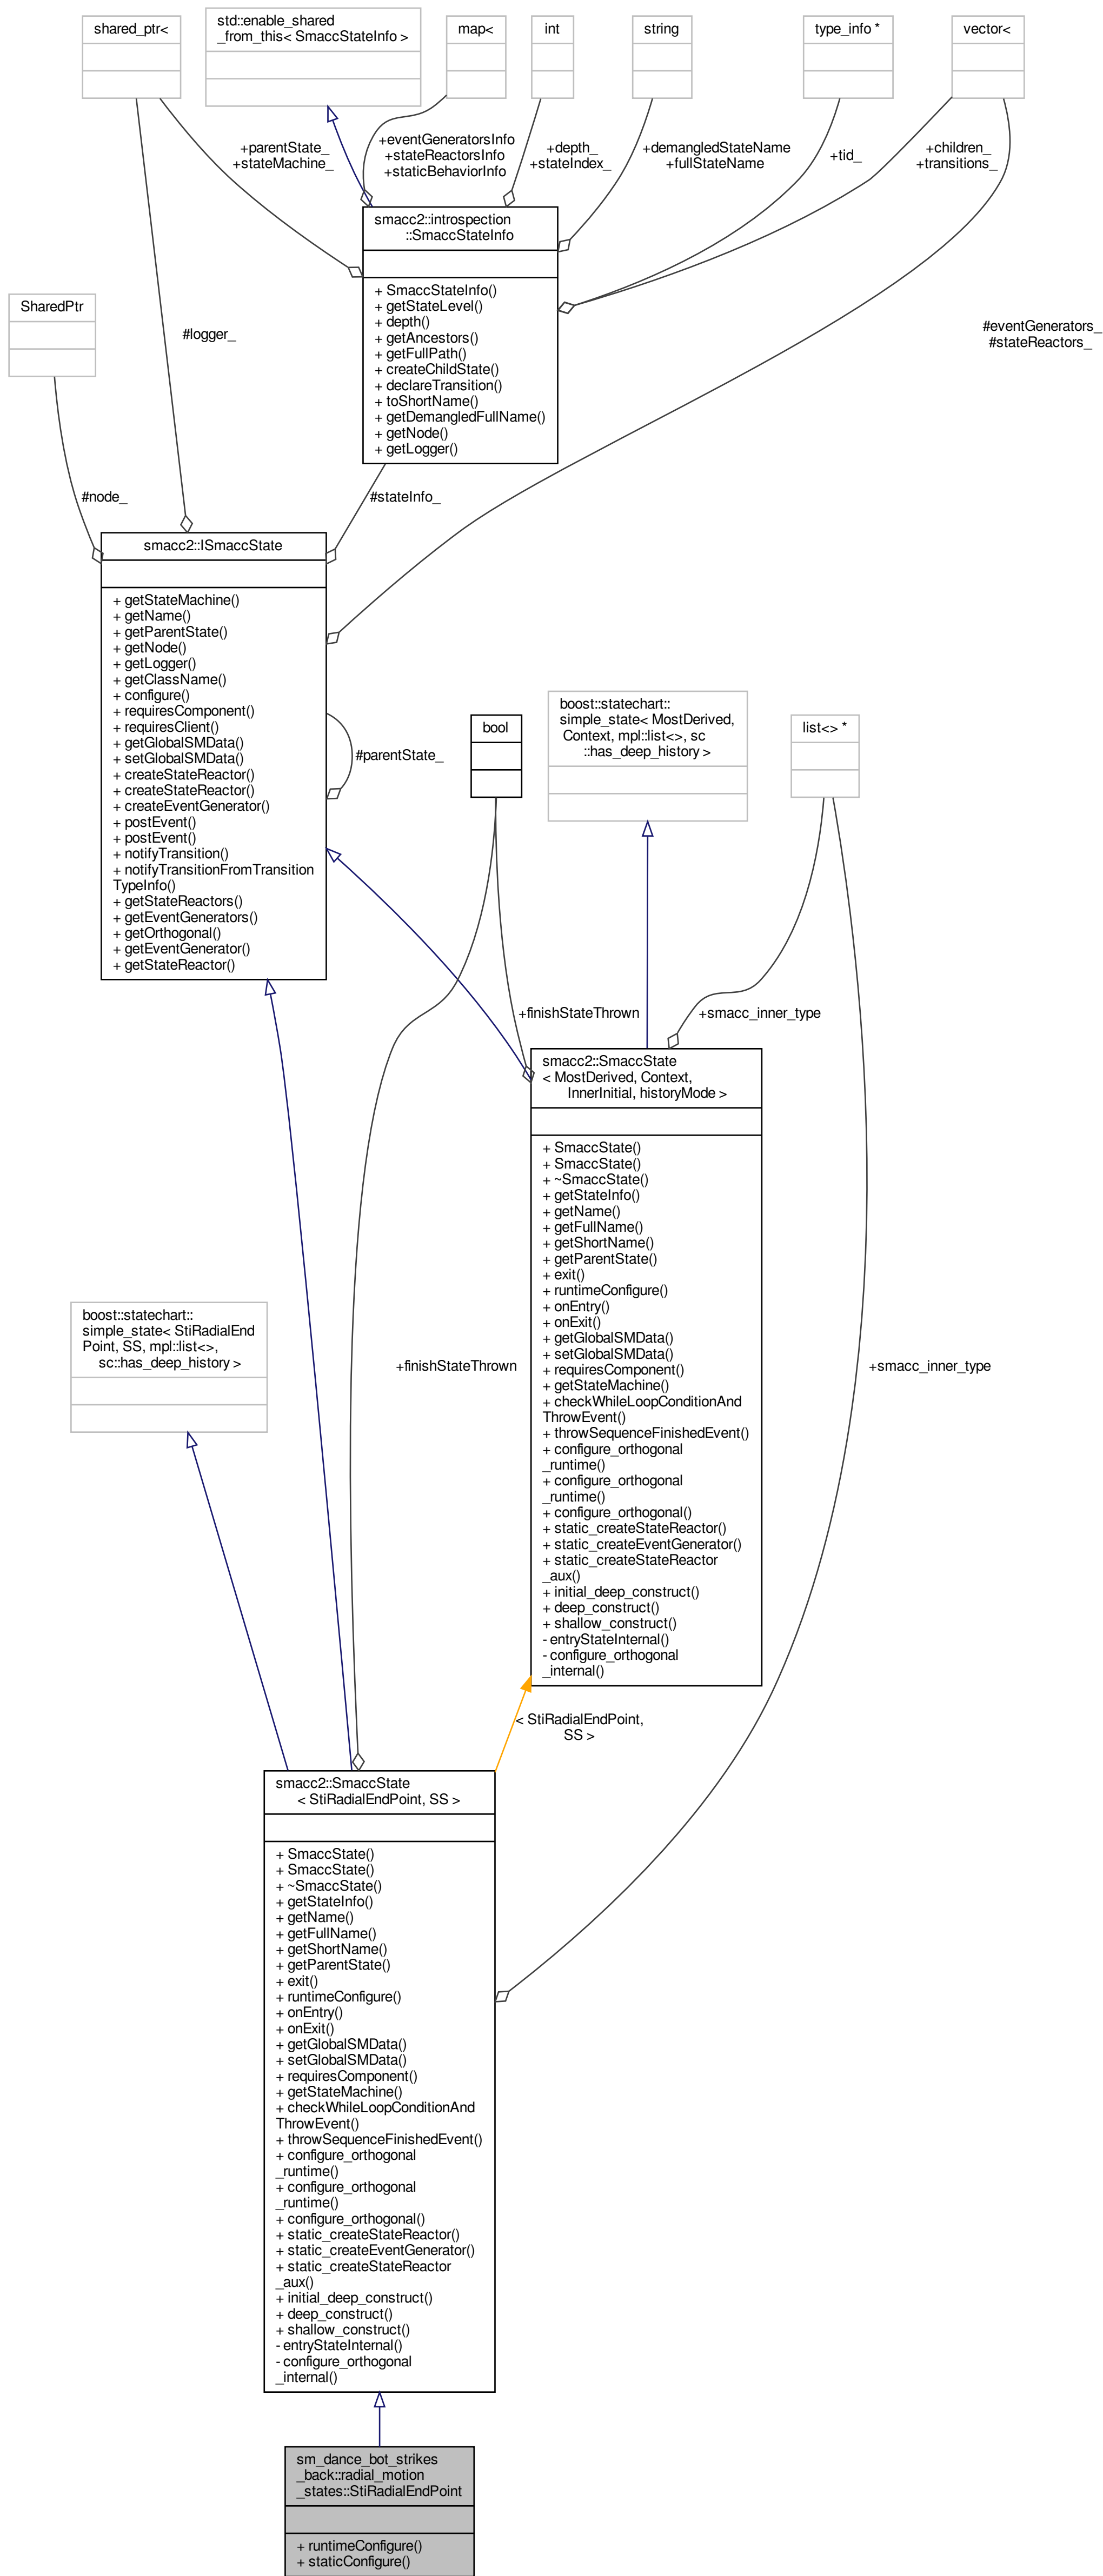 shared_ptr<
std::enable_shared
_from_this< SmaccStateInfo >
map<
int
string
type_info *
vector<
+parentState_
+stateMachine_
+eventGeneratorsInfo
+stateReactorsInfo
+staticBehaviorInfo
+depth_
+stateIndex_
+demangledStateName
+fullStateName
+tid_
+children_
+transitions_
smacc2::introspection
::SmaccStateInfo
+ SmaccStateInfo()
+ getStateLevel()
+ depth()
+ getAncestors()
+ getFullPath()
+ createChildState()
+ declareTransition()
+ toShortName()
+ getDemangledFullName()
+ getNode()
+ getLogger()
SharedPtr
#logger_
#eventGenerators_
#stateReactors_
#node_
#stateInfo_
smacc2::ISmaccState
+ getStateMachine()
+ getName()
+ getParentState()
+ getNode()
+ getLogger()
+ getClassName()
+ configure()
+ requiresComponent()
+ requiresClient()
+ getGlobalSMData()
+ setGlobalSMData()
+ createStateReactor()
+ createStateReactor()
+ createEventGenerator()
+ postEvent()
+ postEvent()
+ notifyTransition()
+ notifyTransitionFromTransition
TypeInfo()
+ getStateReactors()
+ getEventGenerators()
+ getOrthogonal()
+ getEventGenerator()
+ getStateReactor()
#parentState_
bool
boost::statechart::
simple_state< MostDerived,
Context, mpl::list<>, sc
::has_deep_history >
list<> *
+finishStateThrown
+smacc_inner_type
smacc2::SmaccState
< MostDerived, Context,
InnerInitial, historyMode >
+ SmaccState()
+ SmaccState()
+ ~SmaccState()
+ getStateInfo()
+ getName()
+ getFullName()
+ getShortName()
+ getParentState()
+ exit()
+ runtimeConfigure()
+ onEntry()
+ onExit()
+ getGlobalSMData()
+ setGlobalSMData()
+ requiresComponent()
+ getStateMachine()
+ checkWhileLoopConditionAnd
ThrowEvent()
+ throwSequenceFinishedEvent()
+ configure_orthogonal
_runtime()
+ configure_orthogonal
_runtime()
+ configure_orthogonal()
+ static_createStateReactor()
+ static_createEventGenerator()
+ static_createStateReactor
_aux()
+ initial_deep_construct()
+ deep_construct()
+ shallow_construct()
- entryStateInternal()
- configure_orthogonal
_internal()
boost::statechart::
simple_state< StiRadialEnd
Point, SS, mpl::list<>,
sc::has_deep_history >
+finishStateThrown
+smacc_inner_type
< StiRadialEndPoint,
SS >
smacc2::SmaccState
< StiRadialEndPoint, SS >
+ SmaccState()
+ SmaccState()
+ ~SmaccState()
+ getStateInfo()
+ getName()
+ getFullName()
+ getShortName()
+ getParentState()
+ exit()
+ runtimeConfigure()
+ onEntry()
+ onExit()
+ getGlobalSMData()
+ setGlobalSMData()
+ requiresComponent()
+ getStateMachine()
+ checkWhileLoopConditionAnd
ThrowEvent()
+ throwSequenceFinishedEvent()
+ configure_orthogonal
_runtime()
+ configure_orthogonal
_runtime()
+ configure_orthogonal()
+ static_createStateReactor()
+ static_createEventGenerator()
+ static_createStateReactor
_aux()
+ initial_deep_construct()
+ deep_construct()
+ shallow_construct()
- entryStateInternal()
- configure_orthogonal
_internal()
sm_dance_bot_strikes
_back::radial_motion
_states::StiRadialEndPoint
+ runtimeConfigure()
+ staticConfigure()